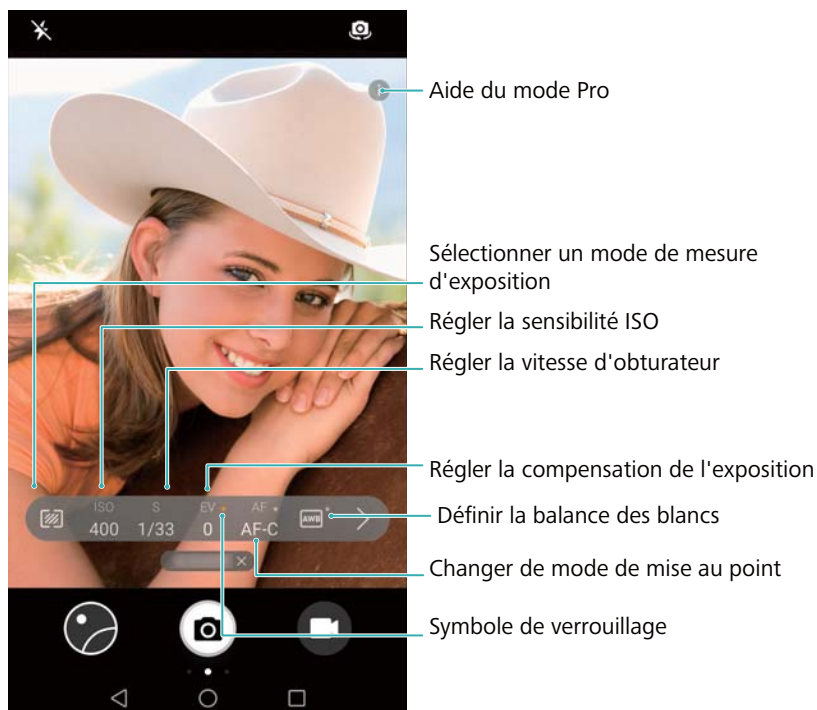 Aide du mode Pro
Sélectionner un mode de mesure
d'exposition
Régler la sensibilité ISO
Régler la vitesse d'obturateur
Régler la compensation de l'exposition
Définir la balance des blancs
Changer de mode de mise au point
Symbole de verrouillage
ISO S EV AF AWB
400 1/33 0 AF-C